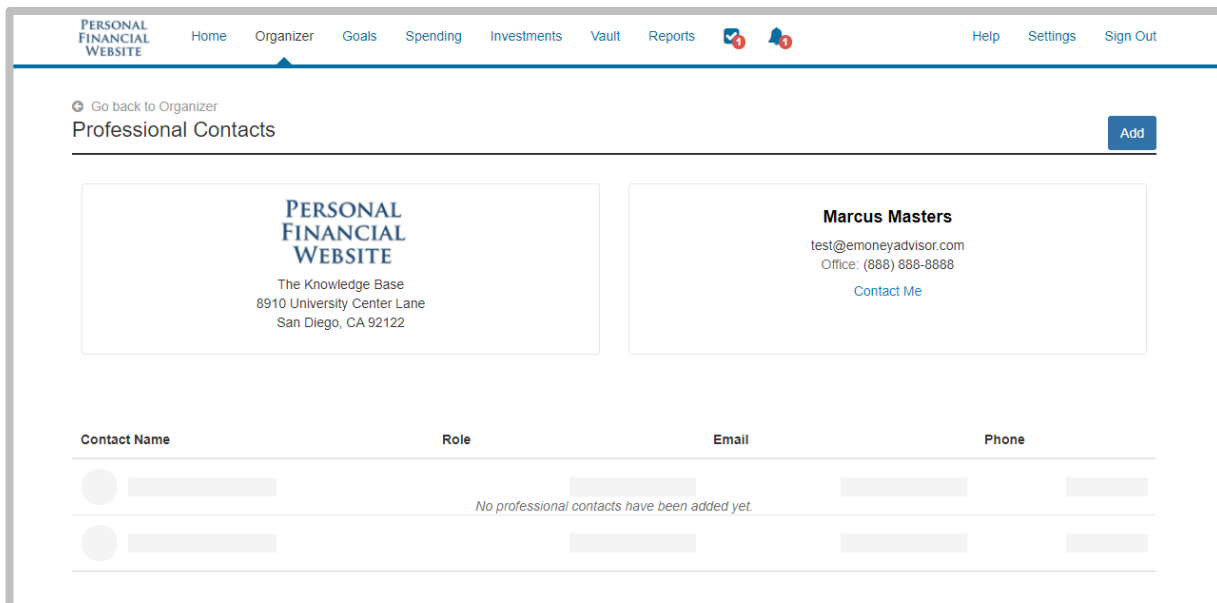 PERSONAL
FINANCIAL
WEBSITE
Home Organizer Goals Spending Investments Vault Reports 1 1 Help Settings Sign Out
Go back to Organizer
Professional Contacts
Add
PERSONAL
FINANCIAL
WEBSITE
The Knowledge Base
8910 University Center Lane
San Diego, CA 92122
Marcus Masters
test@emoneyadvisor.com
Office: (888) 888-8888
Contact Me
Contact Name Role Email Phone
No professional contacts have been added yet.